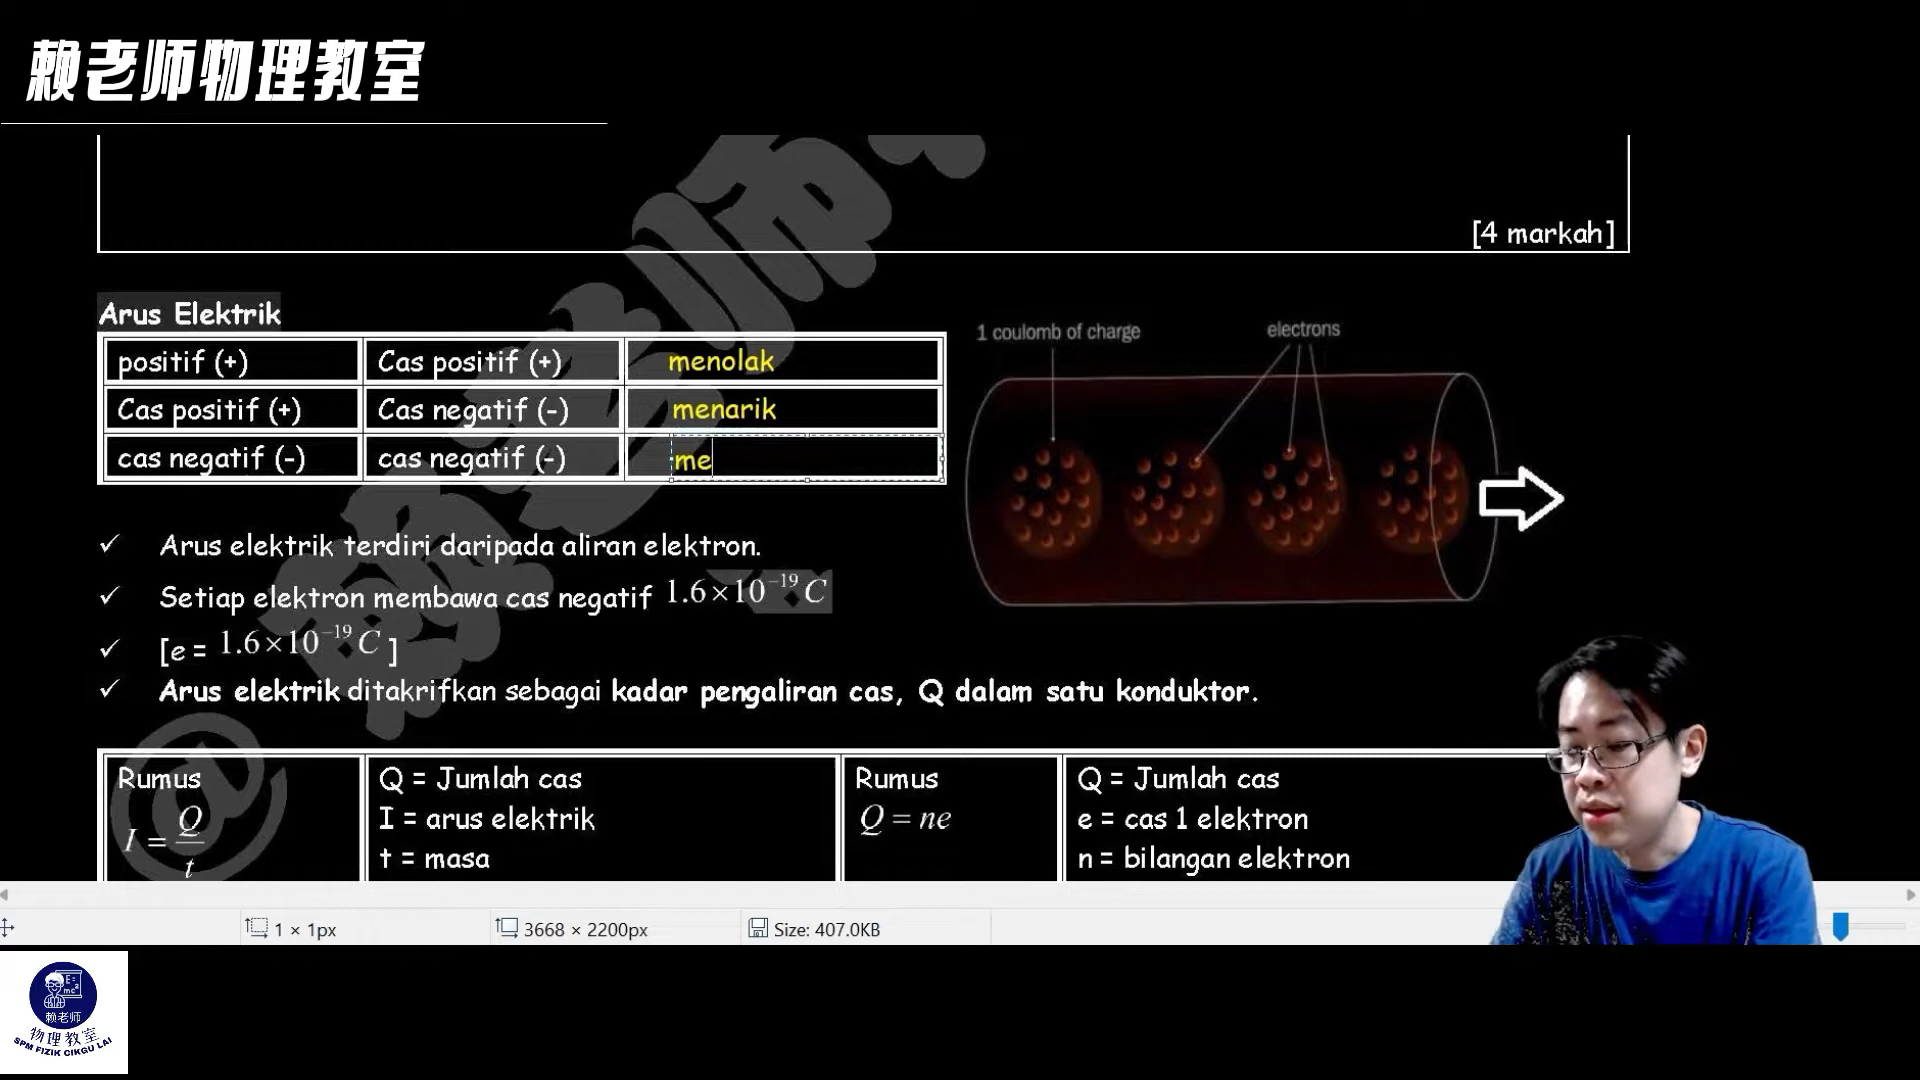 赖老师物理教室
[4 markah]
Arus Elektrik
positif (+) Cas positif (+) menolak
Cas positif (+) Cas negatif (-) menarik
cas negatif (-) cas negatif (-) me
1 coulomb of charge electrons
Arus elektrik terdiri daripada aliran elektron.
Setiap elektron membawa cas negatif 1.6×10⁻¹⁹ C
[e = 1.6×10⁻¹⁹ C ]
Arus elektrik ditakrifkan sebagai kadar pengaliran cas, Q dalam satu konduktor.
Rumus
I = Q/t
Q = Jumlah cas
I = arus elektrik
t = masa
Rumus
Q = ne
Q = Jumlah cas
e = cas 1 elektron
n = bilangan elektron
1 × 1px 3668 × 2200px Size: 407.0KB
赖老师
物理教室
SPM FIZIK CIKGU LAI